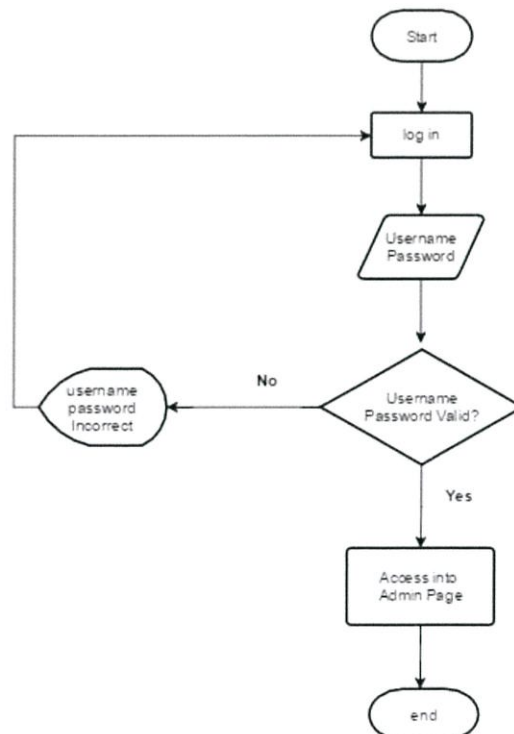 Start
log in
Username
Password
Username
Password Valid?
No
username
password
Incorrect
Yes
Access into
Admin Page
end